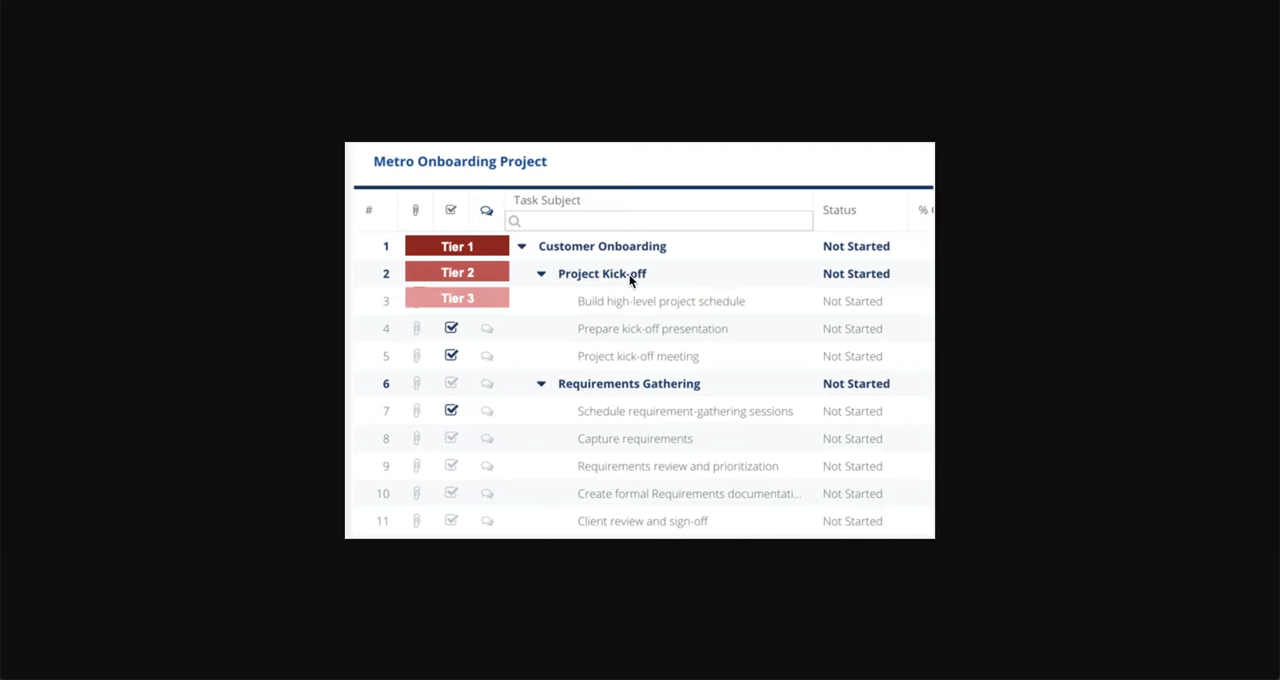 Metro Onboarding Project
# Task Subject Status %
1 Tier 1 Customer Onboarding Not Started
2 Tier 2 Project Kick-off Not Started
3 Tier 3 Build high-level project schedule Not Started
4 Prepare kick-off presentation Not Started
5 Project kick-off meeting Not Started
6 Requirements Gathering Not Started
7 Schedule requirement-gathering sessions Not Started
8 Capture requirements Not Started
9 Requirements review and prioritization Not Started
10 Create formal Requirements documentati... Not Started
11 Client review and sign-off Not Started